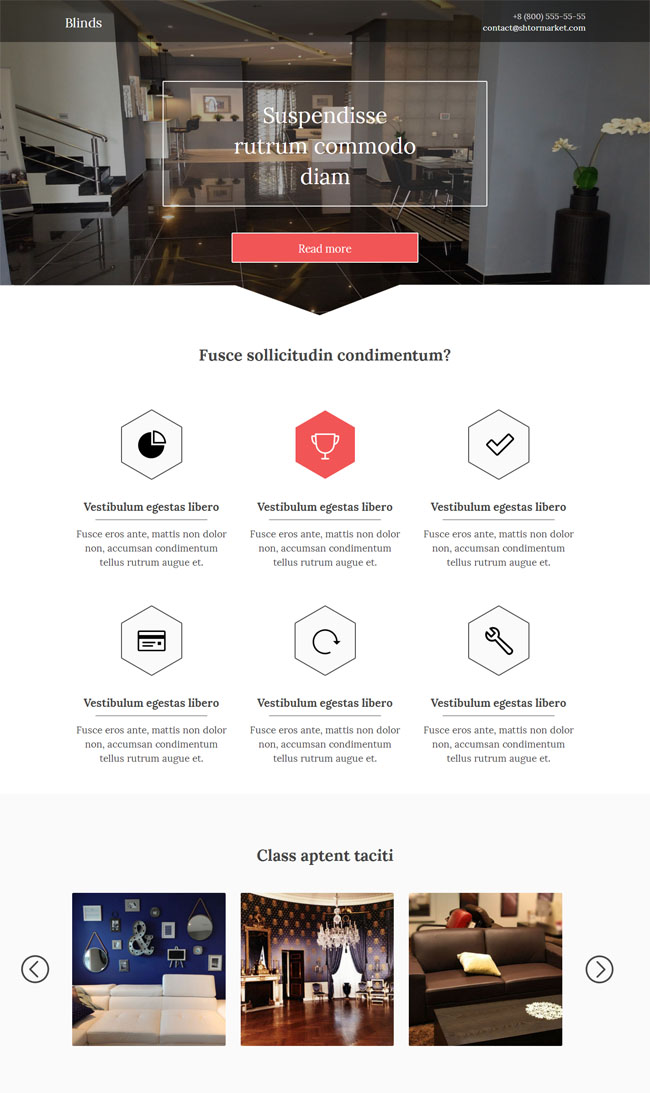 Blinds
+8 (800) 555-55-55
contact@shtormarket.com
Suspendisse
rutrum commodo
diam
Read more
Fusce sollicitudin condimentum?
Vestibulum egestas libero
Fusce eros ante, mattis non dolor
non, accumsan condimentum
tellus rutrum augue et.
Vestibulum egestas libero
Fusce eros ante, mattis non dolor
non, accumsan condimentum
tellus rutrum augue et.
Vestibulum egestas libero
Fusce eros ante, mattis non dolor
non, accumsan condimentum
tellus rutrum augue et.
Vestibulum egestas libero
Fusce eros ante, mattis non dolor
non, accumsan condimentum
tellus rutrum augue et.
Vestibulum egestas libero
Fusce eros ante, mattis non dolor
non, accumsan condimentum
tellus rutrum augue et.
Vestibulum egestas libero
Fusce eros ante, mattis non dolor
non, accumsan condimentum
tellus rutrum augue et.
Class aptent taciti
&